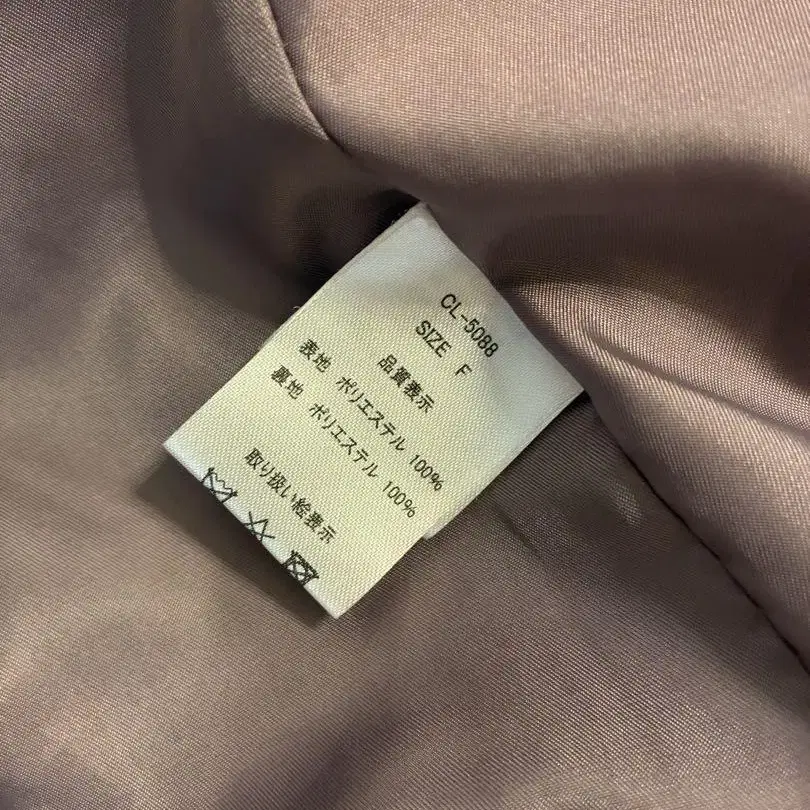 CL-5088
SIZE F
品質表示
表地 ポリエステル 100%
裏地 ポリエステル 100%
取り扱い絵表示